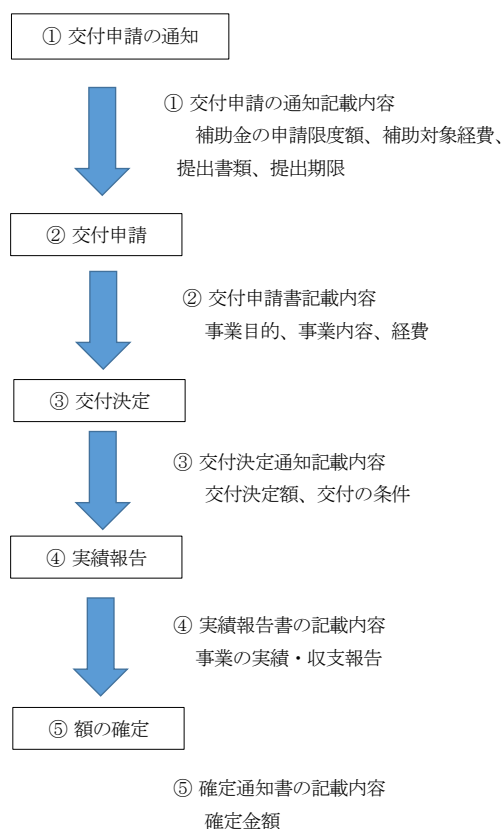 ① 交付申請の通知
① 交付申請の通知記載内容
補助金の申請限度額、補助対象経費、
提出書類、提出期限
② 交付申請
② 交付申請書記載内容
事業目的、事業内容、経費
③ 交付決定
③ 交付決定通知記載内容
交付決定額、交付の条件
④ 実績報告
④ 実績報告書の記載内容
事業の実績・収支報告
⑤ 額の確定
⑤ 確定通知書の記載内容
確定金額